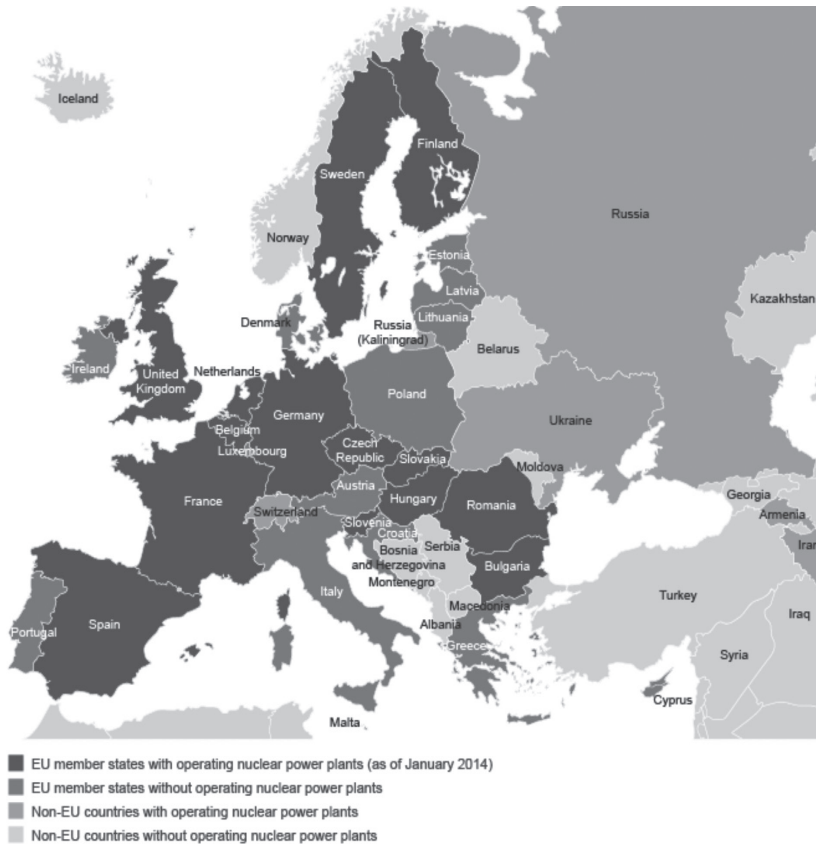 Iceland
Finland
Sweden
Russia
Norway
Estonia
Kazakhstan
Latvia
Lithuania
Denmark
Russia
(Kaliningrad)
Belarus
Ireland
United
Kingdom
Netherlands
Poland
Germany
Ukraine
Belgium
Luxembourg
Czech
Republic
Slovakia
Moldova
Austria
Hungary
France
Romania
Georgia
Switzerland
Armenia
Slovenia
Croatia
Serbia
Iran
Bosnia
and Herzegovina
Bulgaria
Montenegro
Italy
Turkey
Macedonia
Iraq
Spain
Albania
Portugal
Greece
Syria
Cyprus
Malta
EU member states with operating nuclear power plants (as of January 2014)
EU member states without operating nuclear power plants
Non-EU countries with operating nuclear power plants
Non-EU countries without operating nuclear power plants